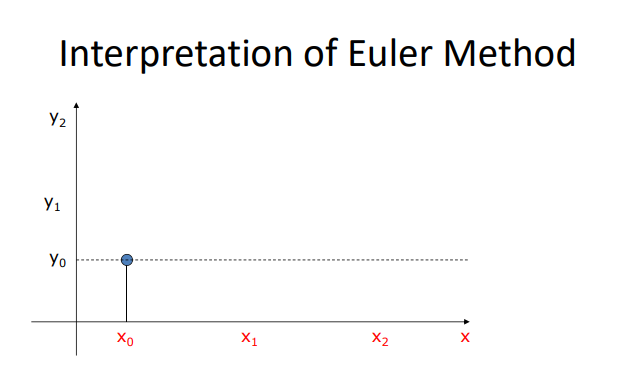 Interpretation of Euler Method
y₂
y₁
y₀
x₀ x₁ x₂ x